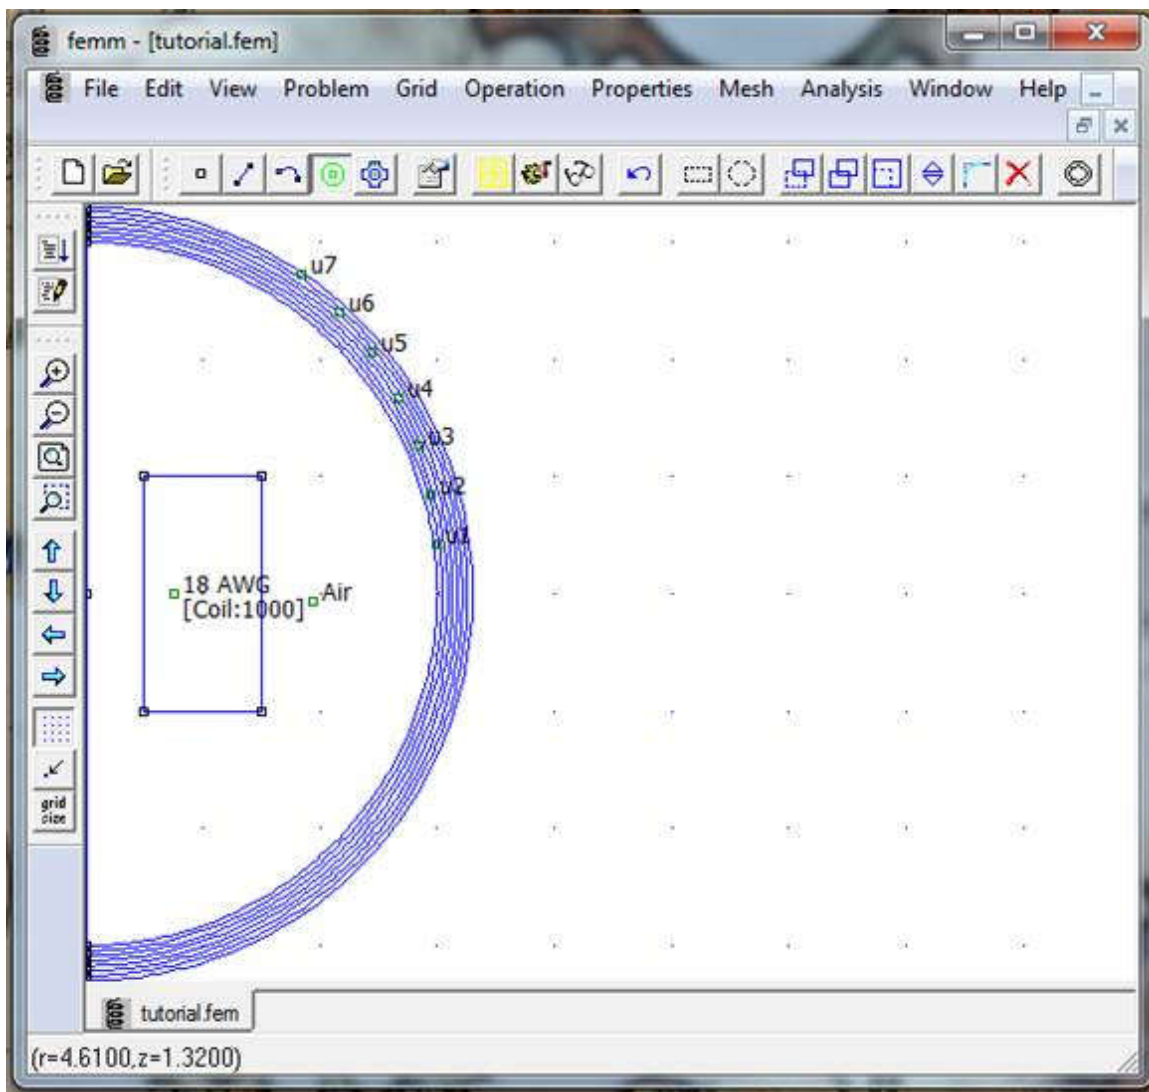 femm - [tutorial.fem]
File Edit View Problem Grid Operation Properties Mesh Analysis Window Help
u7
u6
u5
u4
u3
u2
u1
18 AWG
[Coil:1000]
Air
grid
size
tutorial.fem
(r=4.6100,z=1.3200)